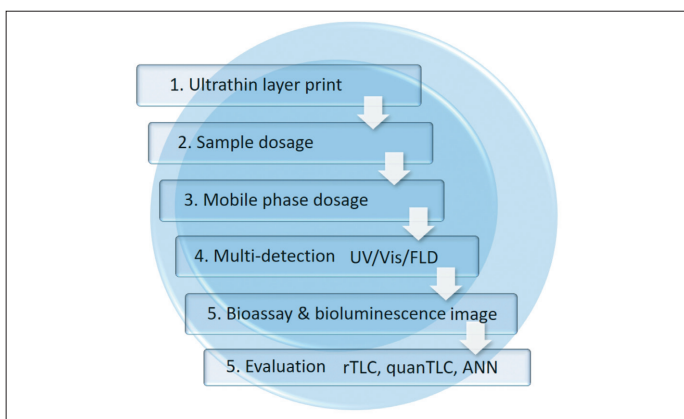 1. Ultrathin layer print
2. Sample dosage
3. Mobile phase dosage
4. Multi-detection UV/Vis/FLD
5. Bioassay & bioluminescence image
5. Evaluation rTLC, quanTLC, ANN